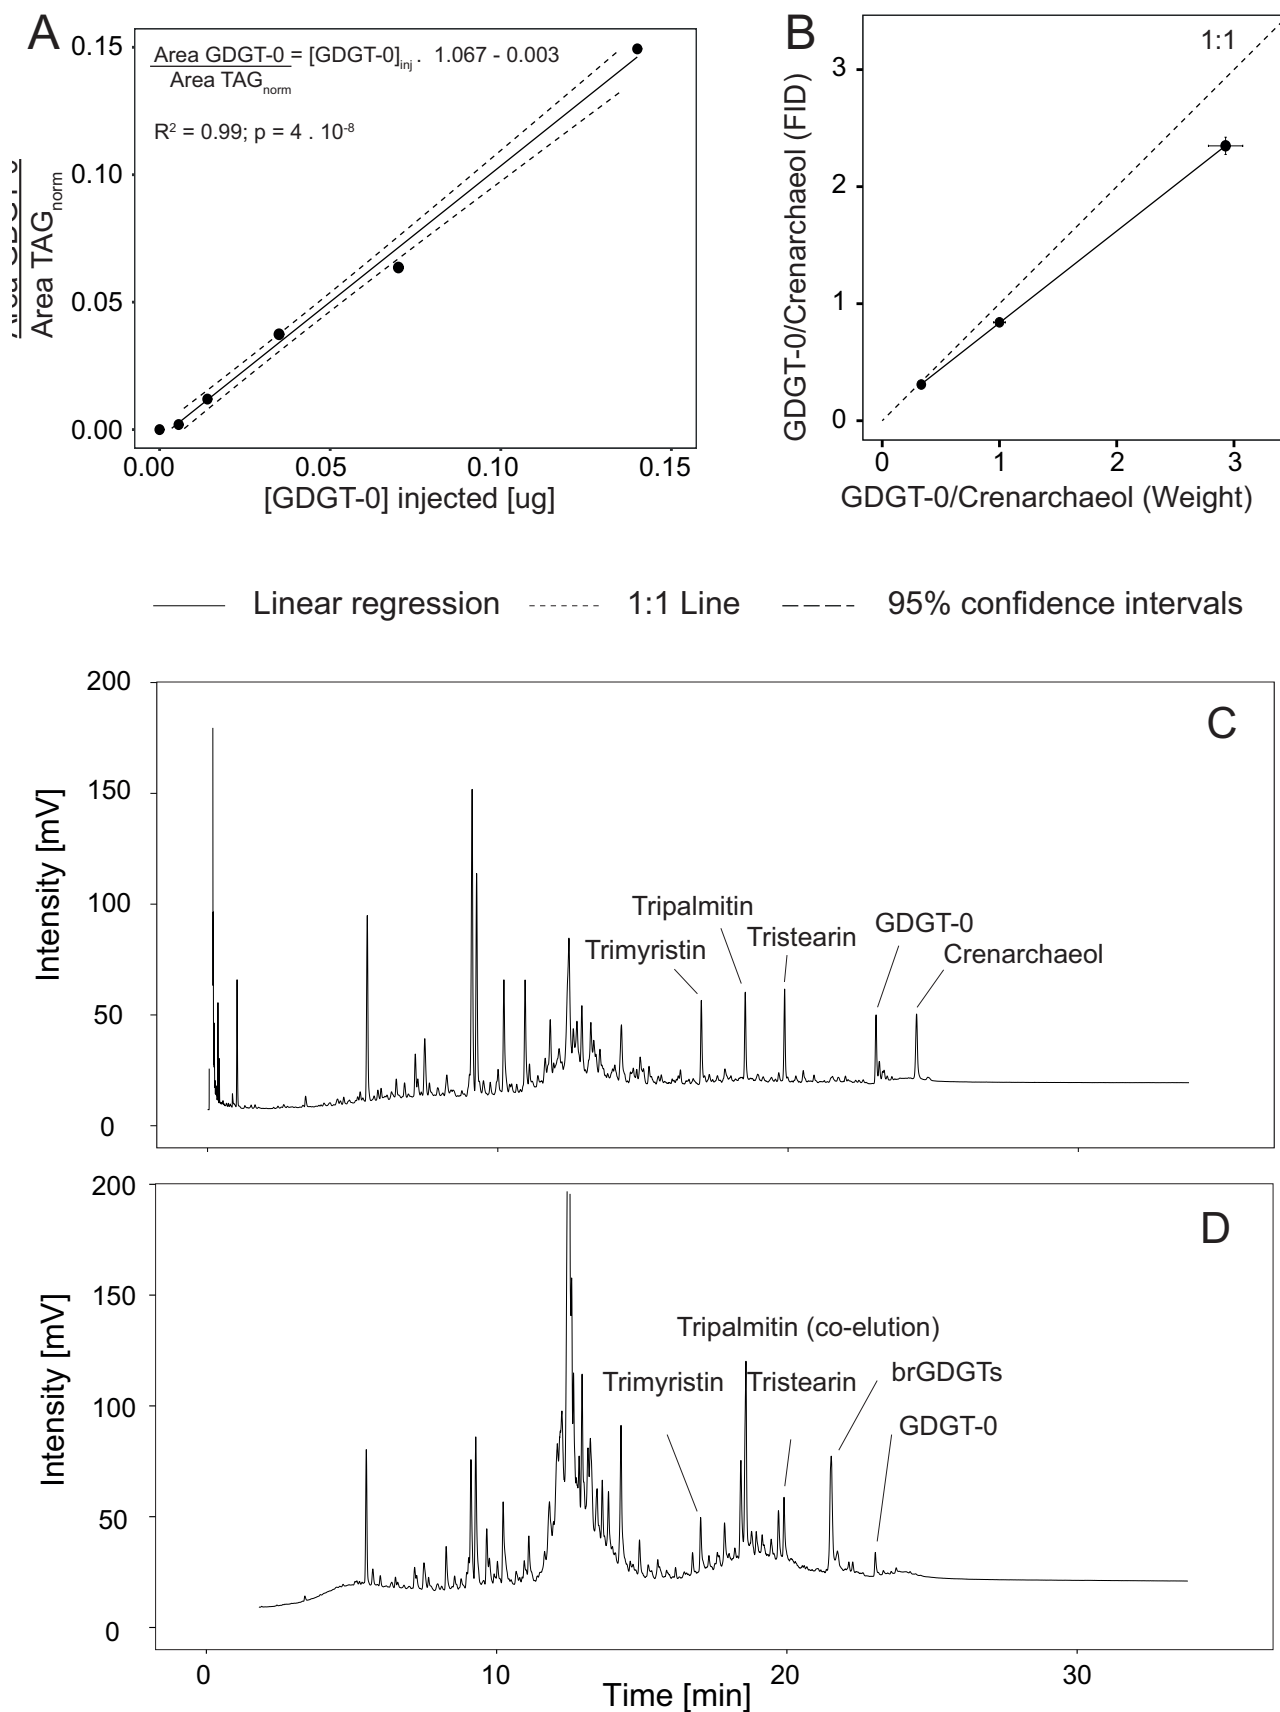 A
Area GDGT-0 = [GDGT-0]inj . 1.067 - 0.003
Area TAGnorm
R² = 0.99; p = 4 . 10⁻⁸
Area TAGnorm
0.15
0.10
0.05
0.00
0.00 0.05 0.10 0.15
[GDGT-0] injected [ug]
B
1:1
GDGT-0/Crenarchaeol (FID)
3
2
1
0
0 1 2 3
GDGT-0/Crenarchaeol (Weight)
Linear regression 1:1 Line 95% confidence intervals
C
Intensity [mV]
200
150
100
50
0
Trimyristin
Tripalmitin
Tristearin
GDGT-0
Crenarchaeol
D
Intensity [mV]
200
150
100
50
0
Tripalmitin (co-elution)
Trimyristin
Tristearin
brGDGTs
GDGT-0
0 10 20 30
Time [min]